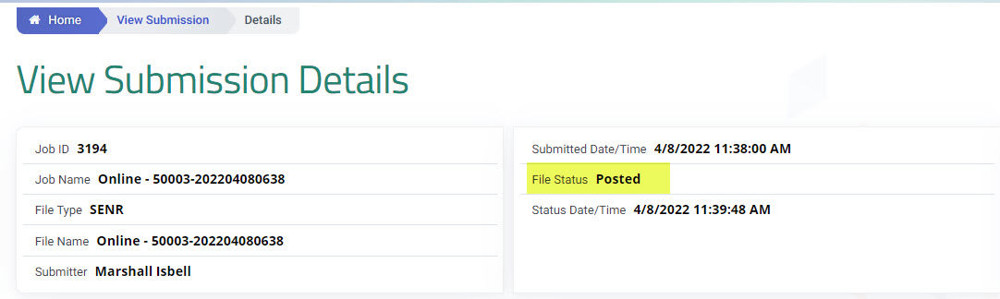 Home View Submission Details
View Submission Details
Job ID 3194
Job Name Online - 50003-202204080638
File Type SENR
File Name Online - 50003-202204080638
Submitter Marshall Isbell
Submitted Date/Time 4/8/2022 11:38:00 AM
File Status Posted
Status Date/Time 4/8/2022 11:39:48 AM